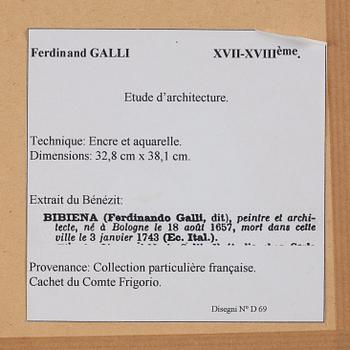 Ferdinand GALLI XVII-XVIIIème.
Etude d'architecture.
Technique: Encre et aquarelle.
Dimensions: 32,8 cm x 38,1 cm.
Extrait du Bénézit:
BIBIENA (Ferdinando Galli, dit), peintre et archi-
tecte, né à Bologne le 18 août 1657, mort dans cette
ville le 3 janvier 1743 (Ec. Ital.).
Provenance: Collection particulière française.
Cachet du Comte Frigorio.
Disegni N° D 69